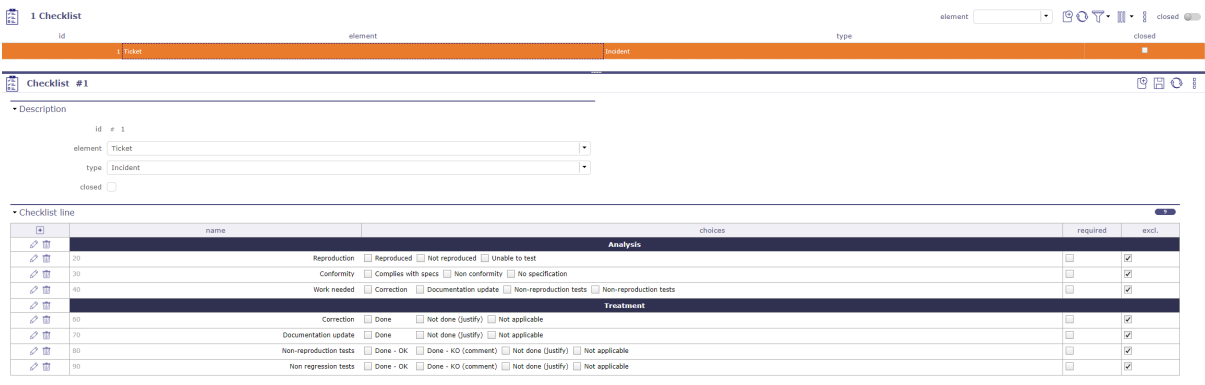 1 Checklist element closed
id element type closed
1 Ticket Incident
Checklist #1
Description
id # 1
element Ticket
type Incident
closed
Checklist line 9
name choices required excl.
Analysis
20 Reproduction Reproduced Not reproduced Unable to test
30 Conformity Complies with specs Non conformity No specification
40 Work needed Correction Documentation update Non-reproduction tests Non-reproduction tests
Treatment
60 Correction Done Not done (justify) Not applicable
70 Documentation update Done Not done (justify) Not applicable
80 Non-reproduction tests Done - OK Done - KO (comment) Not done (justify) Not applicable
90 Non regression tests Done - OK Done - KO (comment) Not done (justify) Not applicable